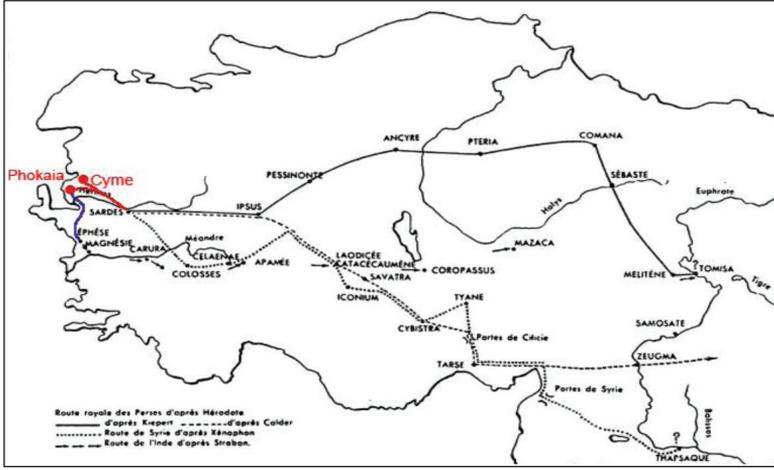 COMANA
ANCYRE
PTERIA
PESSINONTE
SÉBASTE
Phokaia
Cyme
Hermos
Euphrate
Halys
SARDES
IPSUS
ÉPHÈSE
Méandre
MAGNÉSIE
CARURA
MAZACA
CELAENAE
LAODICÉE
CATACÉCAUMÉNE
APAMÉE
COLOSSES
COROPASSUS
MELITÈNE
?
TOMISA
SAVATRA
Tigre
ICONIUM
TYANE
CYBISTRA
SAMOSATE
Portes de Cilicie
ZEUGMA
TARSE
Portes de Syrie
Balissos
Route royale des Perses d'après Hérodote
d'après Kiepert
d'après Calder
Route de Syrie d'après Xénophon
Route de l'Inde d'après Strabon.
?
THAPSAQUE